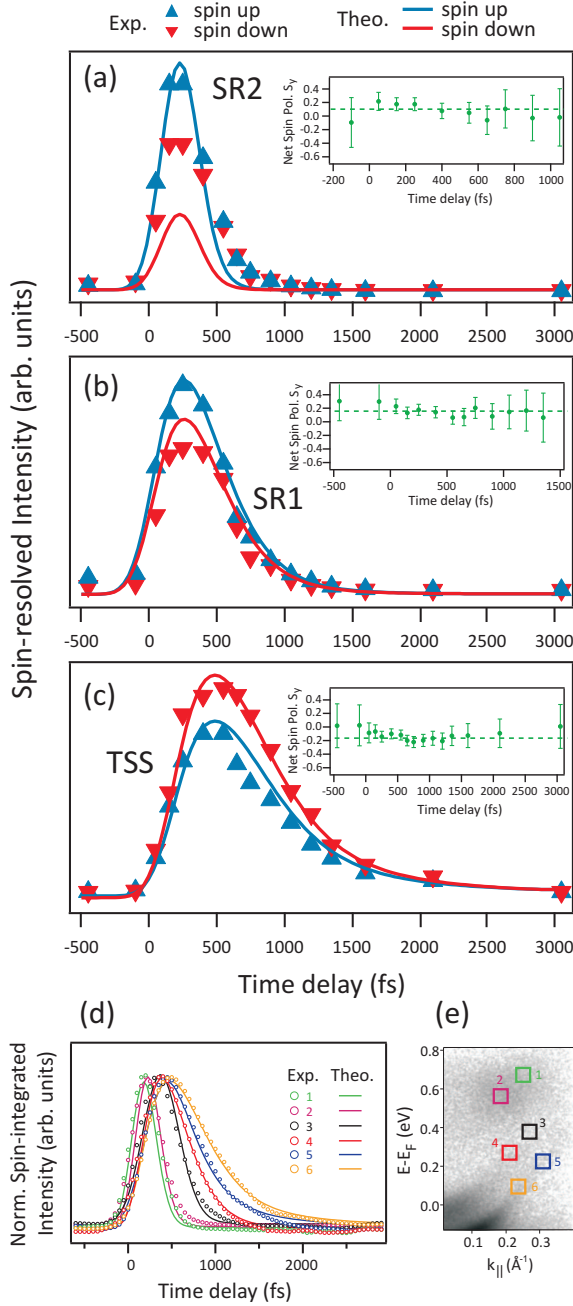 Exp. spin up Theo. spin up
spin down spin down
Spin-resolved Intensity (arb. units)
(a) SR2
Net Spin Pol. Sy
0.4
0.2
0.0
-0.2
-0.4
-0.6
-200 0 200 400 600 800 1000
Time delay (fs)
-500 0 500 1000 1500 2000 2500 3000
(b) SR1
Net Spin Pol. Sy
0.4
0.2
0.0
-0.2
-0.4
-0.6
-500 0 500 1000 1500
Time delay (fs)
-500 0 500 1000 1500 2000 2500 3000
(c) TSS
Net Spin Pol. Sy
0.4
0.2
0.0
-0.2
-0.4
-0.6
-500 0 500 1000 1500 2000 2500 3000
Time delay (fs)
-500 0 500 1000 1500 2000 2500 3000
Time delay (fs)
(d)
Norm. Spin-integrated
Intensity (arb. units)
Exp. Theo.
1
2
3
4
5
6
0 1000 2000
Time delay (fs)
(e)
E-EF (eV)
0.8
0.6
0.4
0.2
0.0
1
2
3
4
5
6
0.1 0.2 0.3
k|| (Å-1)